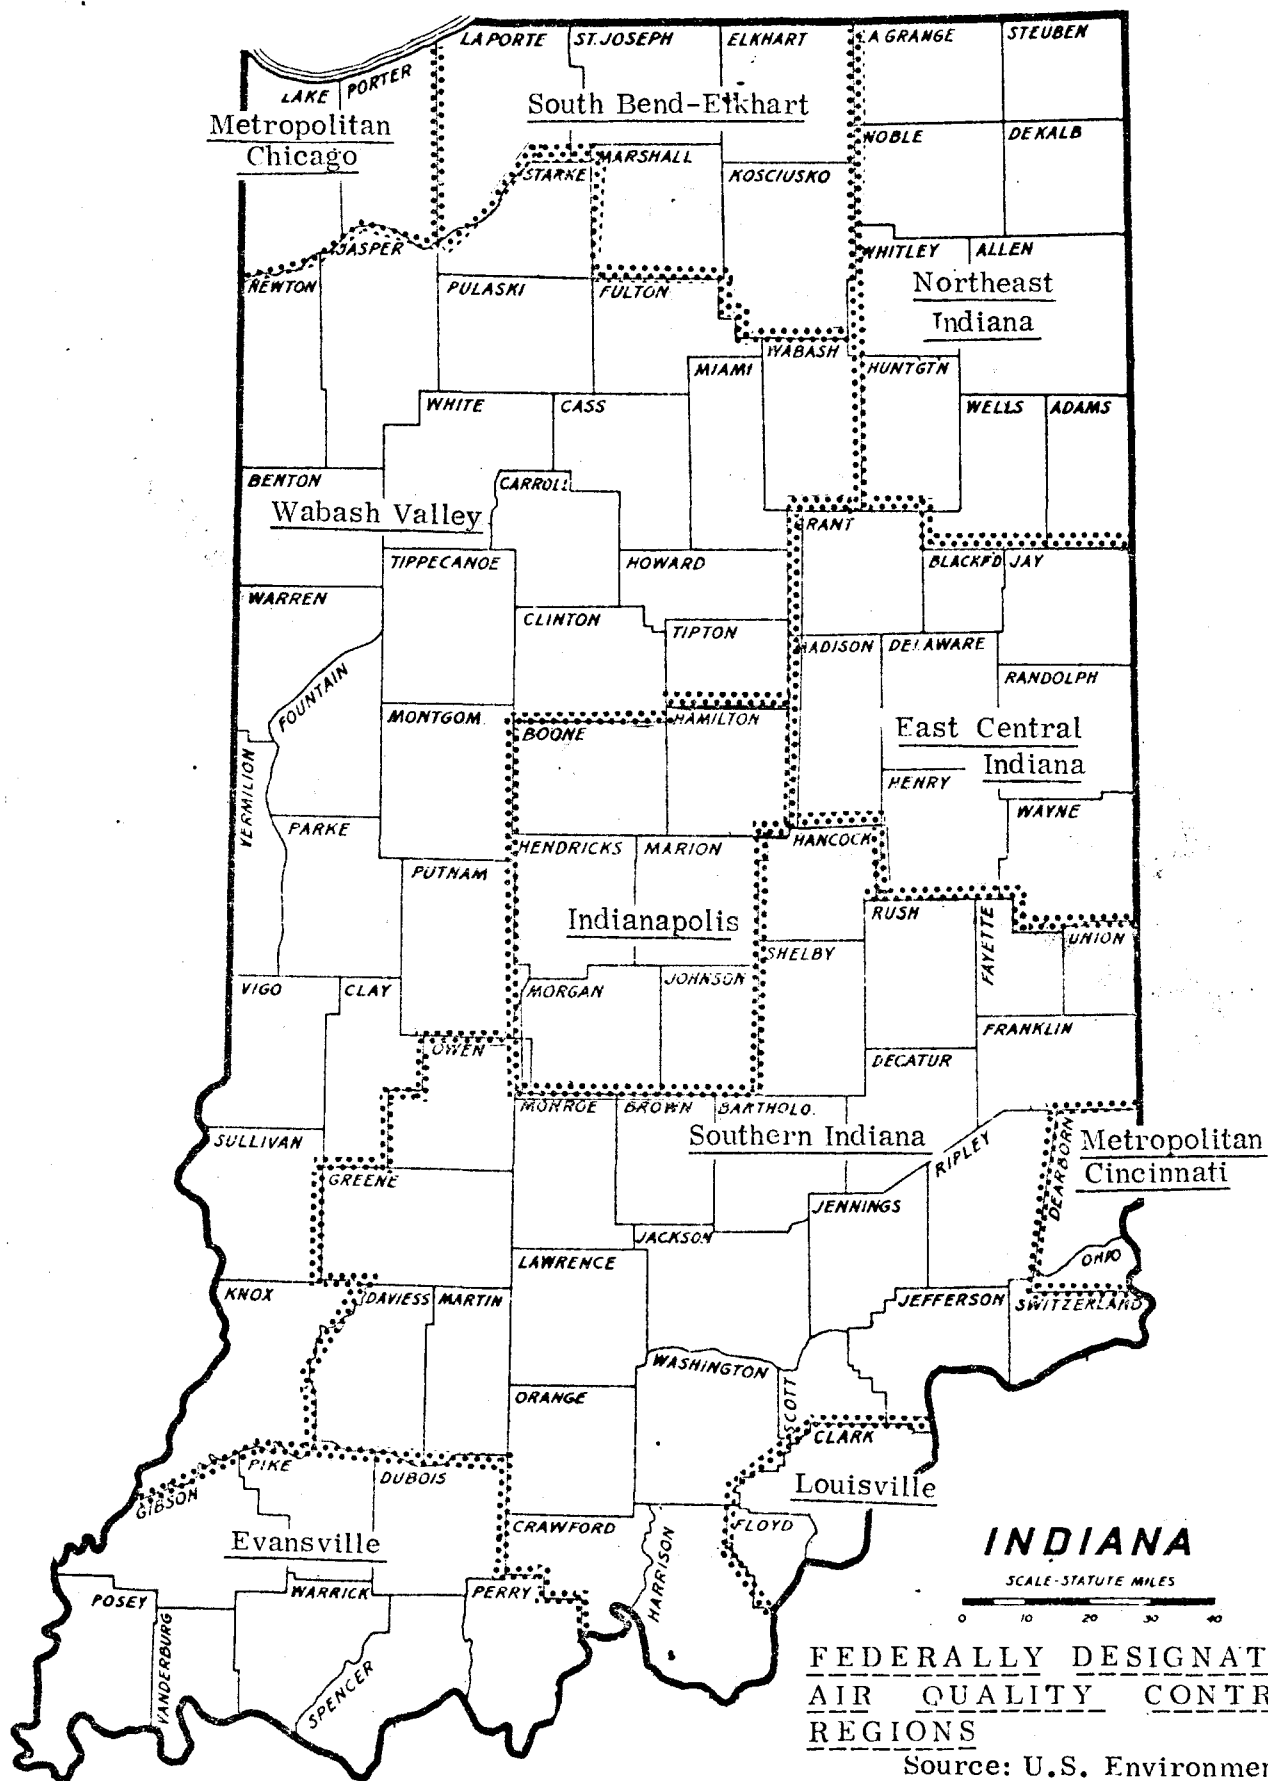 LAPORTE ST. JOSEPH ELKHART LA GRANGE STEUBEN
LAKE PORTER
South Bend-Elkhart
Metropolitan
Chicago
NOBLE DEKALB
MARSHALL
STARKE KOSCIUSKO
JASPER
WHITLEY ALLEN
NEWTON PULASKI FULTON
Northeast
Indiana
WABASH
MIAMI HUNTGTN
WHITE CASS WELLS ADAMS
BENTON CARROLL
Wabash Valley
GRANT
TIPPECANOE HOWARD BLACKFD JAY
WARREN
CLINTON TIPTON
MADISON DELAWARE
RANDOLPH
FOUNTAIN
MONTGOM. BOONE HAMILTON
East Central
Indiana
HENRY
VERMILION
PARKE WAYNE
HENDRICKS MARION HANCOCK
PUTNAM
RUSH
Indianapolis
FAYETTE UNION
SHELBY
VIGO CLAY MORGAN JOHNSON
FRANKLIN
OWEN DECATUR
MONROE BROWN BARTHOLO.
Southern Indiana
SULLIVAN RIPLEY DEARBORN
Metropolitan
Cincinnati
GREENE
JENNINGS
JACKSON
LAWRENCE OHIO
KNOX DAVIESS MARTIN JEFFERSON SWITZERLAND
WASHINGTON
ORANGE SCOTT
CLARK
PIKE DUBOIS
Louisville
GIBSON
CRAWFORD FLOYD
Evansville
HARRISON
INDIANA
SCALE-STATUTE MILES
0 10 20 30 40
POSEY WARRICK PERRY
VANDERBURG SPENCER
FEDERALLY DESIGNAT
AIR QUALITY CONTR
REGIONS
Source: U.S. Environmen